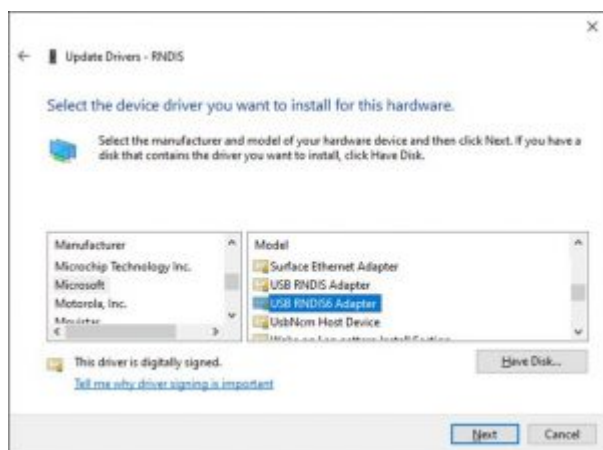 Update Drivers - RNDIS
Select the device driver you want to install for this hardware.
Select the manufacturer and model of your hardware device and then click Next. If you have a
disk that contains the driver you want to install, click Have Disk.
Manufacturer
Microchip Technology Inc.
Microsoft
Motorola, Inc.
Movistar
Model
Surface Ethernet Adapter
USB RNDIS Adapter
USB RNDIS6 Adapter
UsbNcm Host Device
This driver is digitally signed.
Tell me why driver signing is important
Have Disk...
Next
Cancel